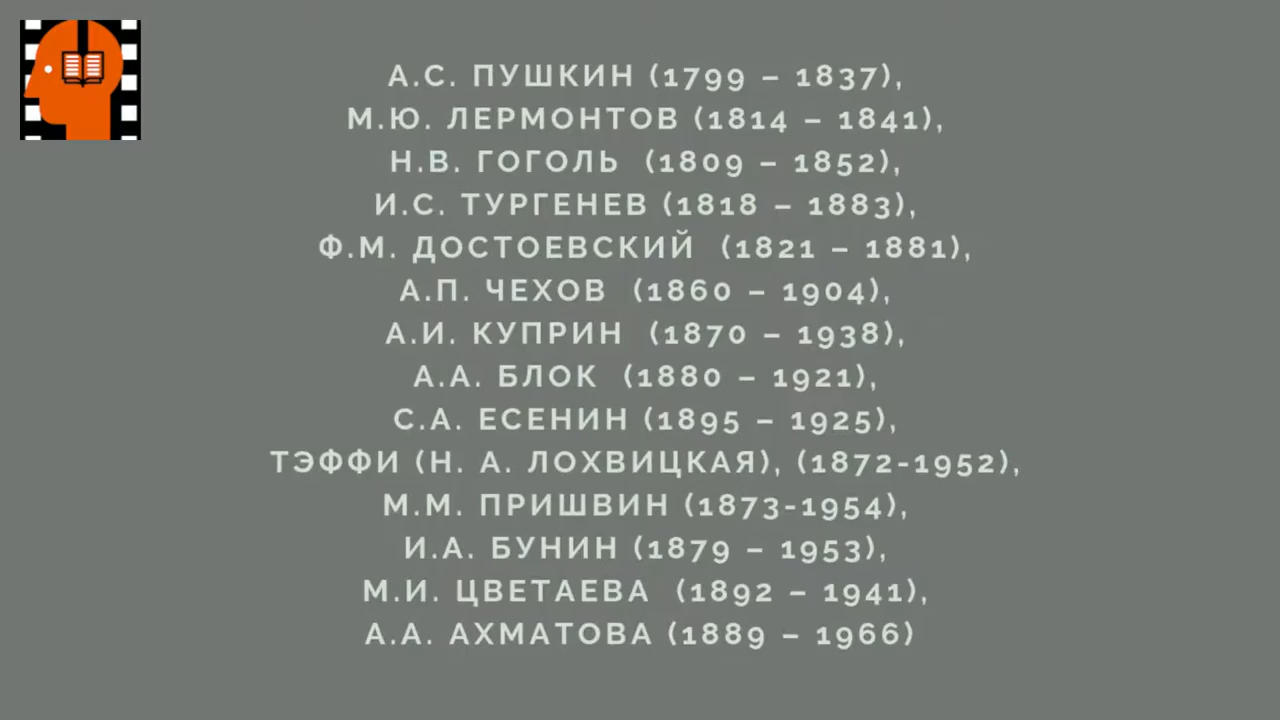 А.С. ПУШКИН (1799 – 1837),
М.Ю. ЛЕРМОНТОВ (1814 – 1841),
Н.В. ГОГОЛЬ (1809 – 1852),
И.С. ТУРГЕНЕВ (1818 – 1883),
Ф.М. ДОСТОЕВСКИЙ (1821 – 1881),
А.П. ЧЕХОВ (1860 – 1904),
А.И. КУПРИН (1870 – 1938),
А.А. БЛОК (1880 – 1921),
С.А. ЕСЕНИН (1895 – 1925),
ТЭФФИ (Н. А. ЛОХВИЦКАЯ), (1872-1952),
М.М. ПРИШВИН (1873-1954),
И.А. БУНИН (1879 – 1953),
М.И. ЦВЕТАЕВА (1892 – 1941),
А.А. АХМАТОВА (1889 – 1966)